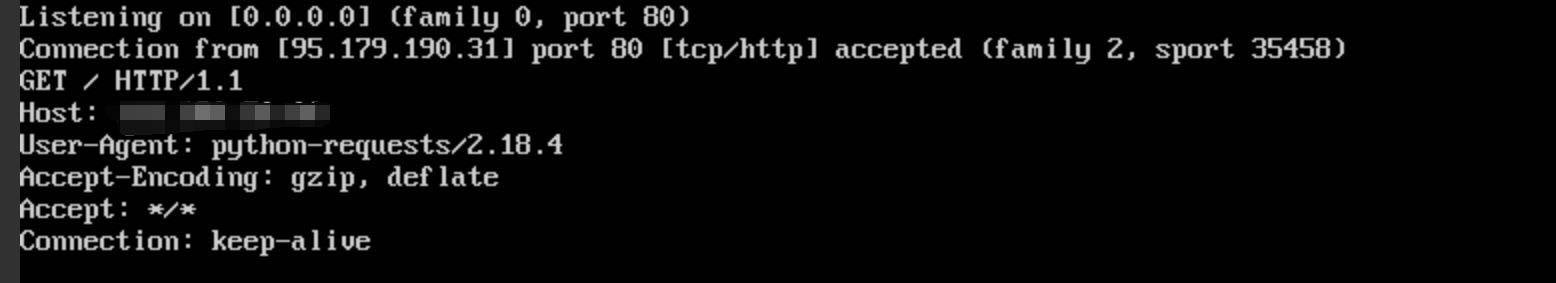 Listening on [0.0.0.0] (family 0, port 80)
Connection from [95.179.190.31] port 80 [tcp/http] accepted (family 2, sport 35458)
GET / HTTP/1.1
Host:
User-Agent: python-requests/2.18.4
Accept-Encoding: gzip, deflate
Accept: */*
Connection: keep-alive